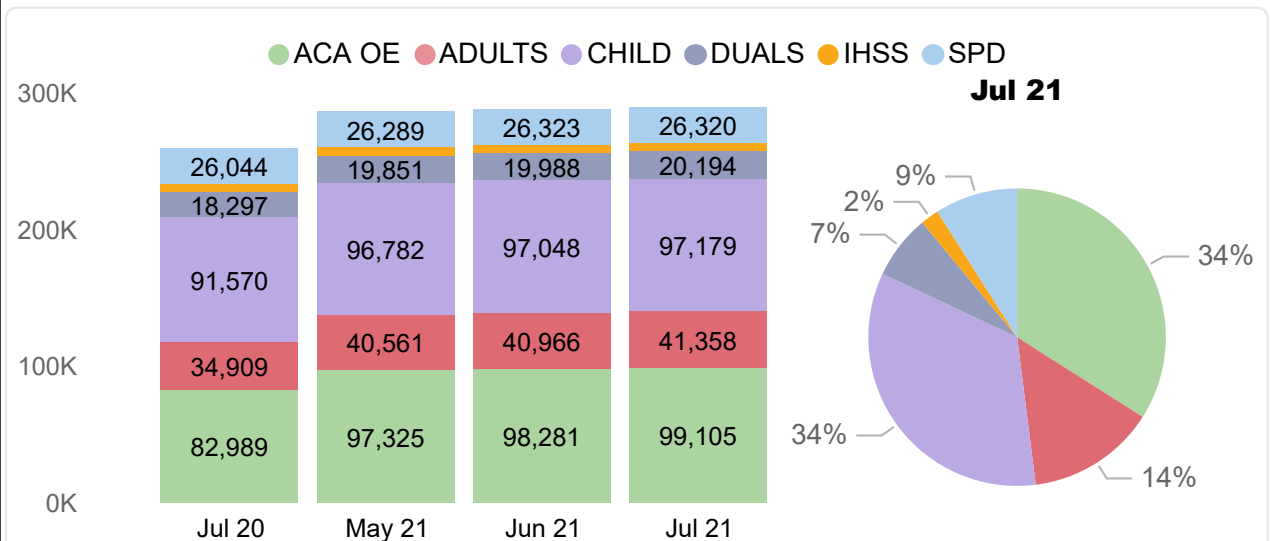 ACA OE ADULTS CHILD DUALS IHSS SPD
Jul 21
300K
200K
100K
0K
26,044
18,297
91,570
34,909
82,989
Jul 20
26,289
19,851
96,782
40,561
97,325
May 21
26,323
19,988
97,048
40,966
98,281
Jun 21
26,320
20,194
97,179
41,358
99,105
Jul 21
9%
2%
7%
34%
34%
14%